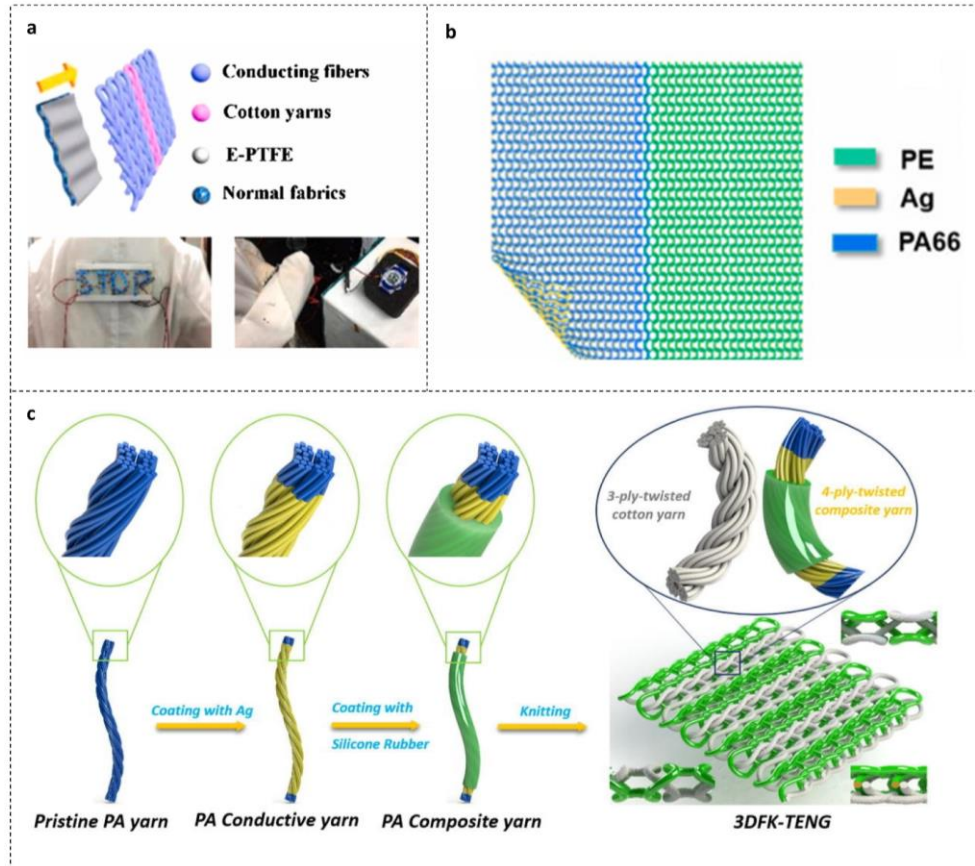 a
Conducting fibers
Cotton yarns
E-PTFE
Normal fabrics
STOP
b
PE
Ag
PA66
c
3-ply-twisted
cotton yarn
4-ply-twisted
composite yarn
Coating with Ag
Coating with
Silicone Rubber
Knitting
Pristine PA yarn
PA Conductive yarn
PA Composite yarn
3DFK-TENG